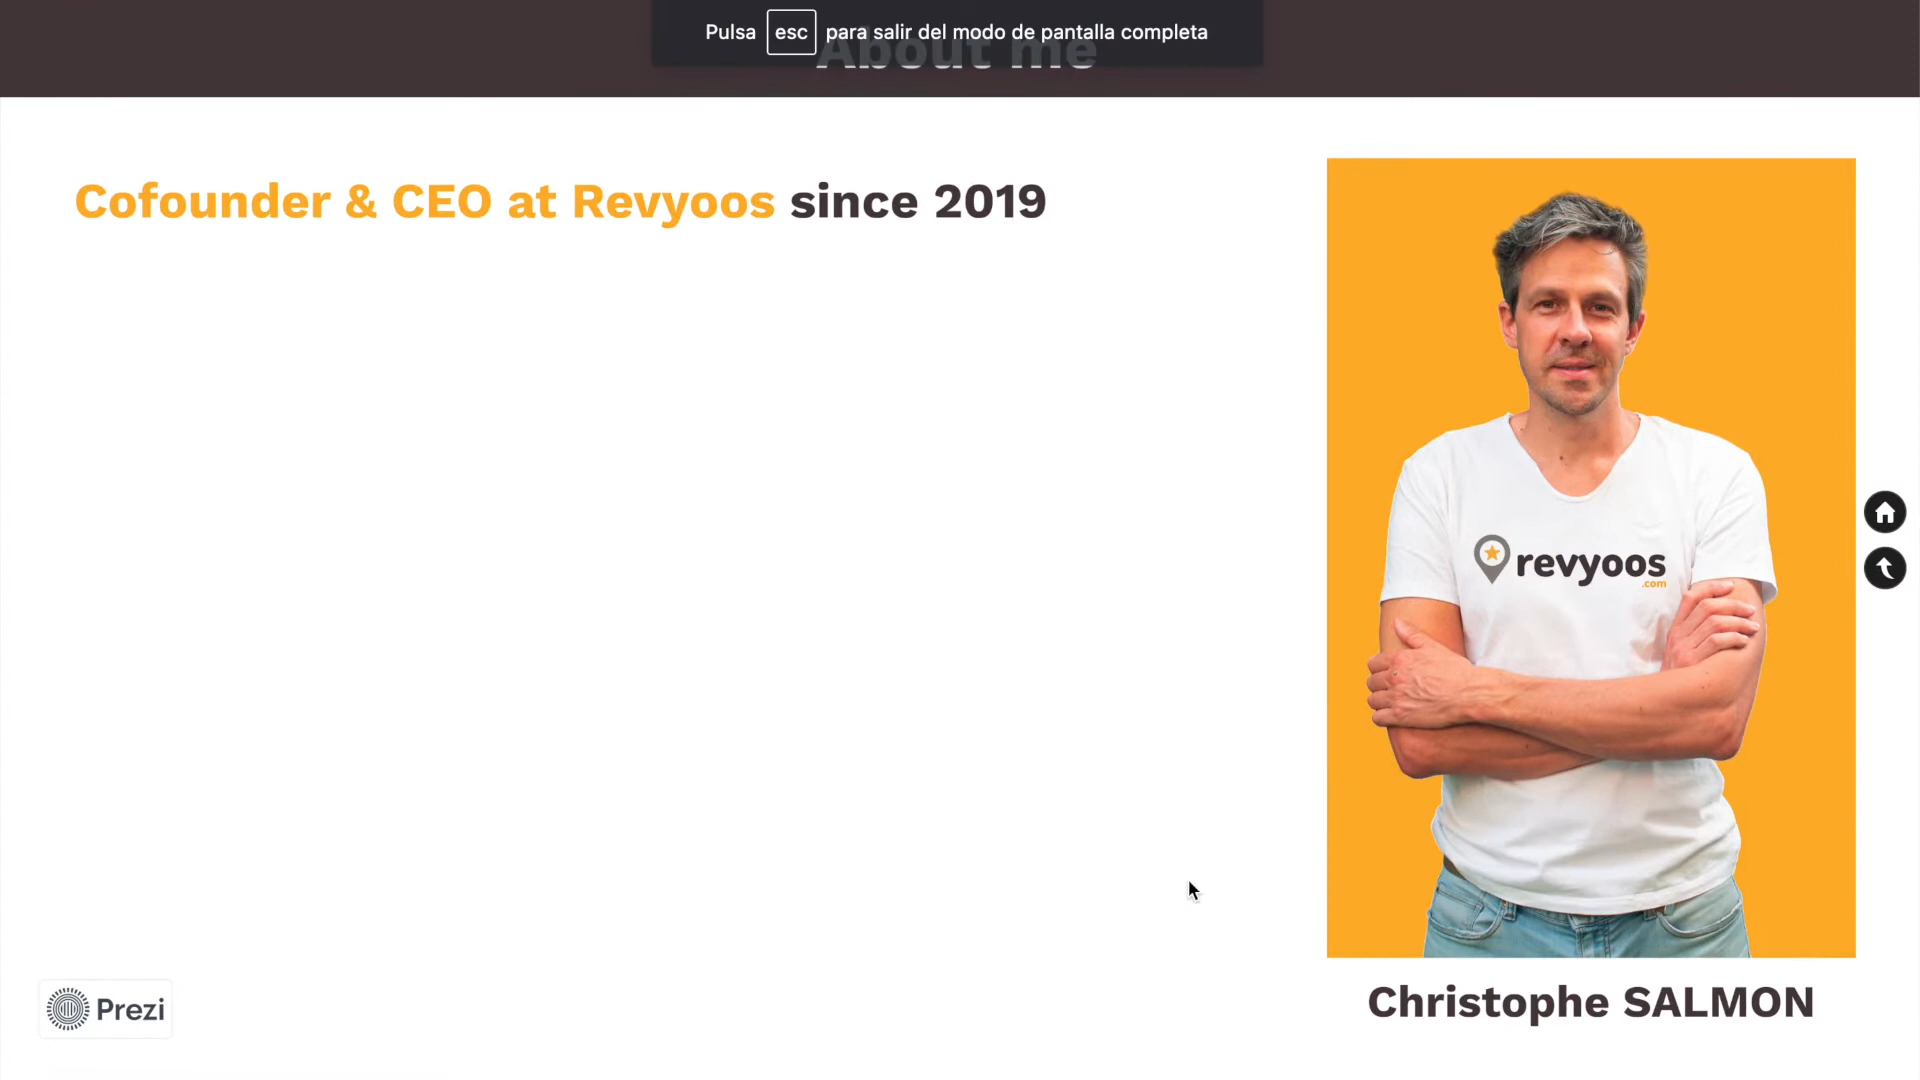 Pulsa esc para salir del modo de pantalla completa
About me
Cofounder & CEO at Revyoos since 2019
revyoos
.com
Prezi
Christophe SALMON